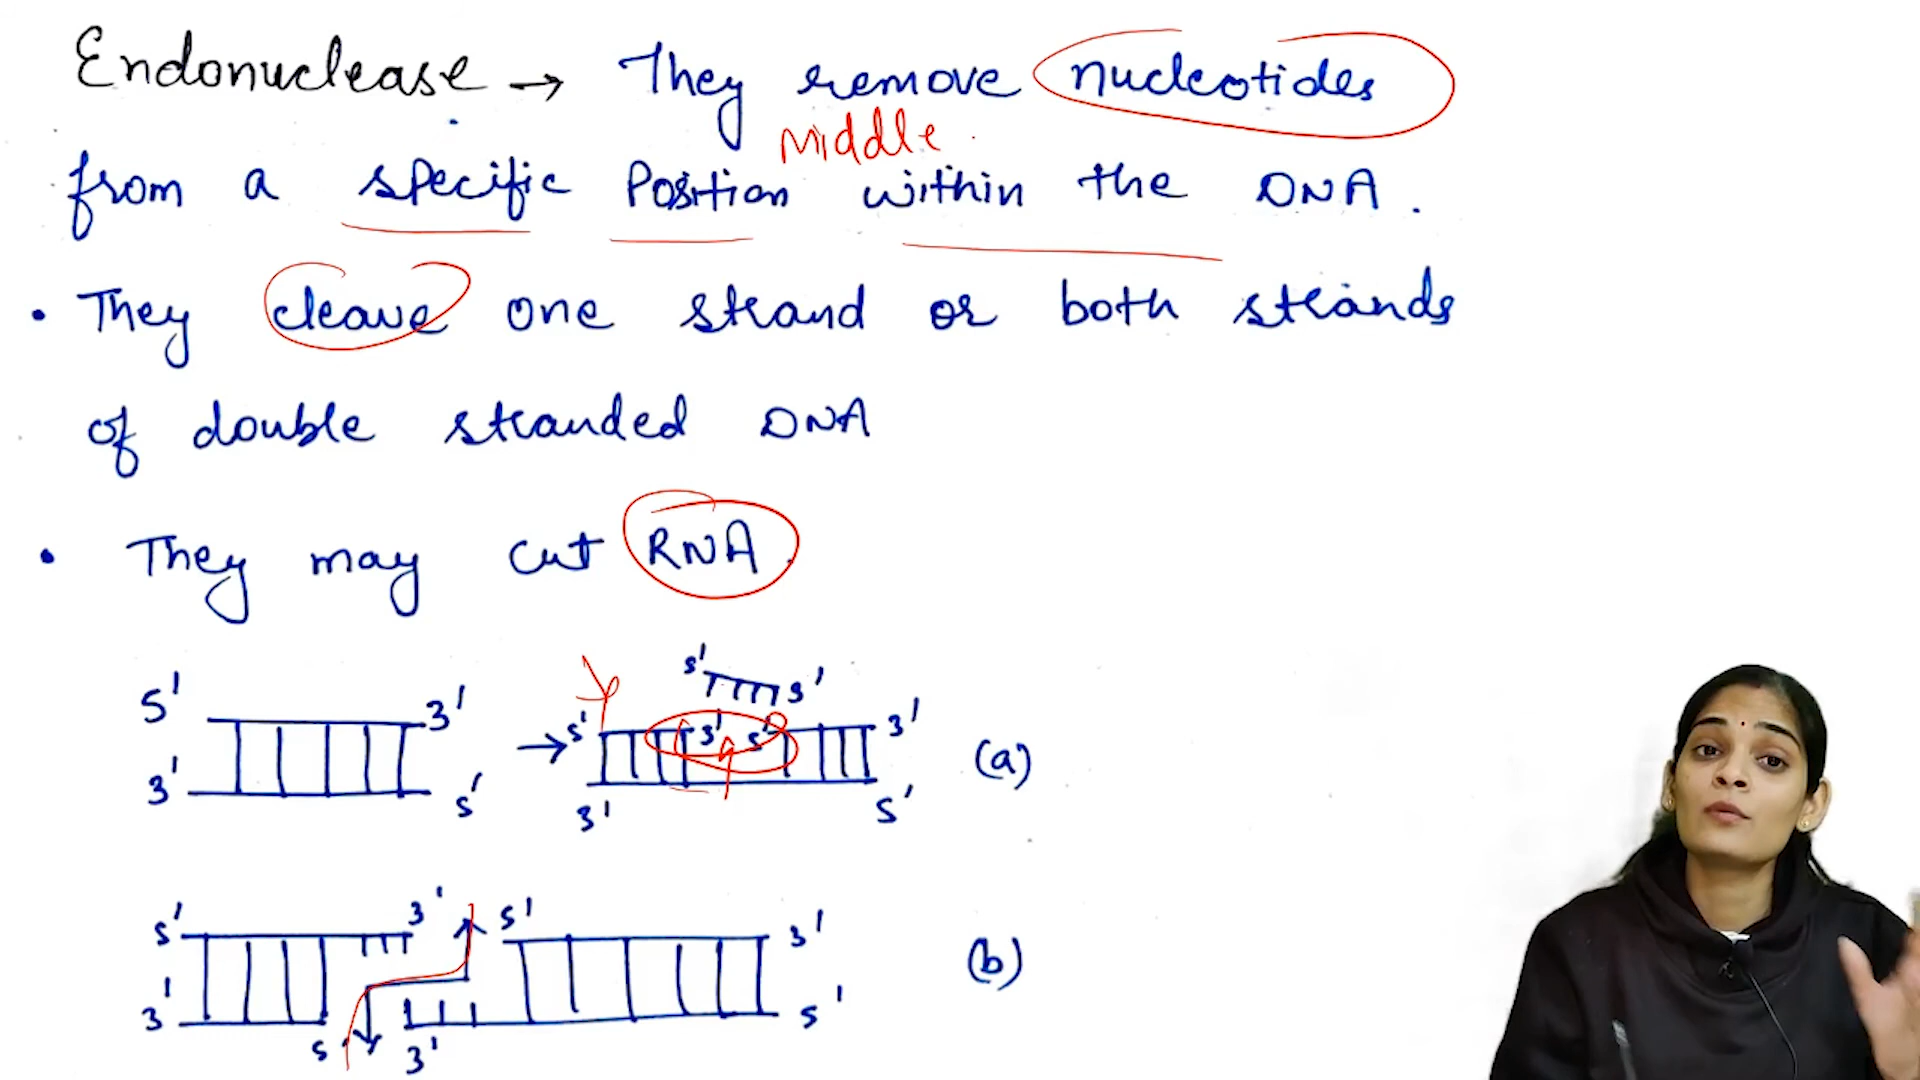 Endonuclease → They remove nucleotides
Middle
from a specific Position within the DNA.
• They cleave one strand or both strands
of double stranded DNA
• They may cut RNA.
5' 3'
3' 5'
5' 3'
→ 5' 3' 5' 3' (a)
3' 5'
5' 3' 5' 3' (b)
3' 5 3' 5'